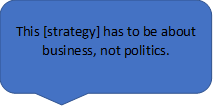 This [strategy] has to be about
business, not politics.